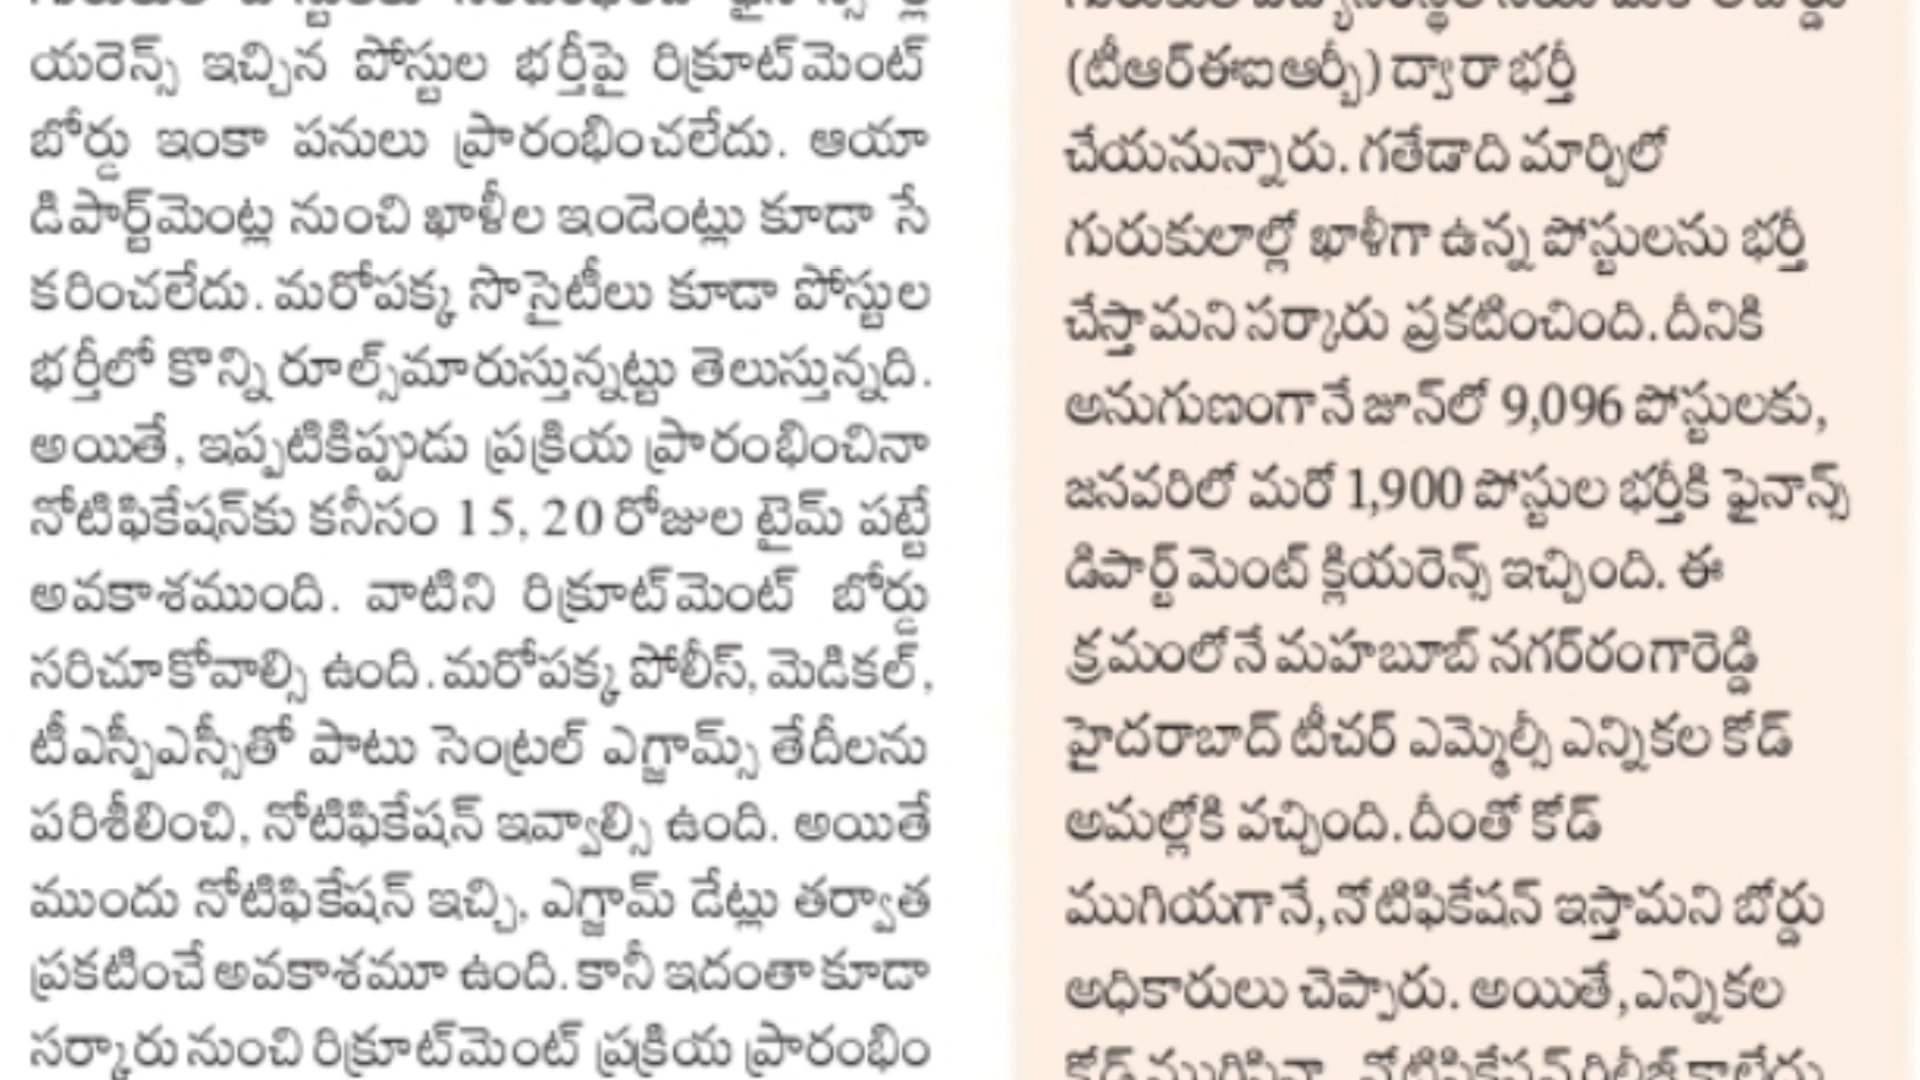 యరెన్స్ ఇచ్చిన పోస్టుల భర్తీపై రిక్రూట్‌మెంట్
బోర్డు ఇంకా పనులు ప్రారంభించలేదు. ఆయా
డిపార్ట్‌మెంట్ల నుంచి ఖాళీల ఇండెంట్లు కూడా సే
కరించలేదు. మరోపక్క సొసైటీలు కూడా పోస్టుల
భర్తీలో కొన్ని రూల్స్‌మారుస్తున్నట్టు తెలుస్తున్నది.
అయితే, ఇప్పటికిప్పుడు ప్రక్రియ ప్రారంభించినా
నోటిఫికేషన్‌కు కనీసం 15, 20 రోజుల టైమ్ పట్టే
అవకాశముంది. వాటిని రిక్రూట్‌మెంట్ బోర్డు
సరిచూకోవాల్సి ఉంది. మరోపక్క పోలీస్, మెడికల్,
టీఎస్పీఎస్సీతో పాటు సెంట్రల్ ఎగ్జామ్స్ తేదీలను
పరిశీలించి, నోటిఫికేషన్ ఇవ్వాల్సి ఉంది. అయితే
ముందు నోటిఫికేషన్ ఇచ్చి, ఎగ్జామ్ డేట్లు తర్వాత
ప్రకటించే అవకాశమూ ఉంది. కానీ ఇదంతా కూడా
సర్కారు నుంచి రిక్రూట్‌మెంట్ ప్రక్రియ ప్రారంభిం
(టీఆర్ఈఐఆర్బీ) ద్వారా భర్తీ
చేయనున్నారు. గతేడాది మార్చిలో
గురుకులాల్లో ఖాళీగా ఉన్న పోస్టులను భర్తీ
చేస్తామని సర్కారు ప్రకటించింది. దీనికి
అనుగుణంగానే జూన్‌లో 9,096 పోస్టులకు,
జనవరిలో మరో 1,900 పోస్టుల భర్తీకి ఫైనాన్స్
డిపార్ట్‌మెంట్ క్లియరెన్స్ ఇచ్చింది. ఈ
క్రమంలోనే మహబూబ్ నగర్‌రంగారెడ్డి
హైదరాబాద్ టీచర్ ఎమ్మెల్సీ ఎన్నికల కోడ్
అమల్లోకి వచ్చింది. దీంతో కోడ్
ముగియగానే, నోటిఫికేషన్ ఇస్తామని బోర్డు
అధికారులు చెప్పారు. అయితే, ఎన్నికల
కోడ్ ముగిసినా నోటిఫికేషన్ రిలీజ్ కాలేదు